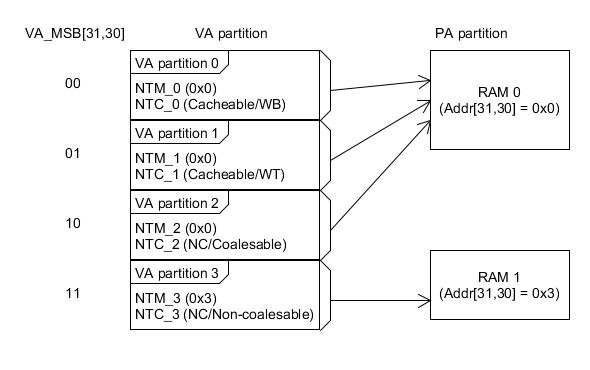 VA_MSB[31,30]
VA partition
PA partition
00
VA partition 0
NTM_0 (0x0)
NTC_0 (Cacheable/WB)
RAM 0
(Addr[31,30] = 0x0)
01
VA partition 1
NTM_1 (0x0)
NTC_1 (Cacheable/WT)
10
VA partition 2
NTM_2 (0x0)
NTC_2 (NC/Coalesable)
11
VA partition 3
NTM_3 (0x3)
NTC_3 (NC/Non-coalesable)
RAM 1
(Addr[31,30] = 0x3)